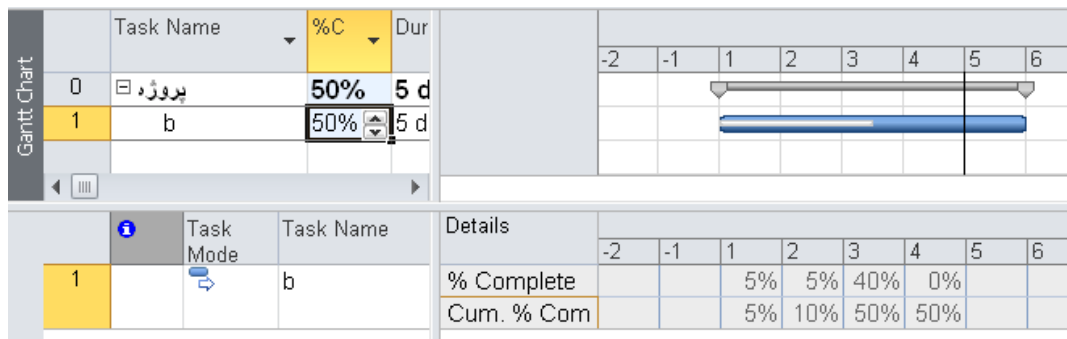 Gantt Chart
Task Name %C Dur
-2 -1 1 2 3 4 5 6
0 پروژه 50% 5 d
1 b 50% 5 d
Task Mode Task Name Details
-2 -1 1 2 3 4 5 6
1 b % Complete 5% 5% 40% 0%
Cum. % Com 5% 10% 50% 50%